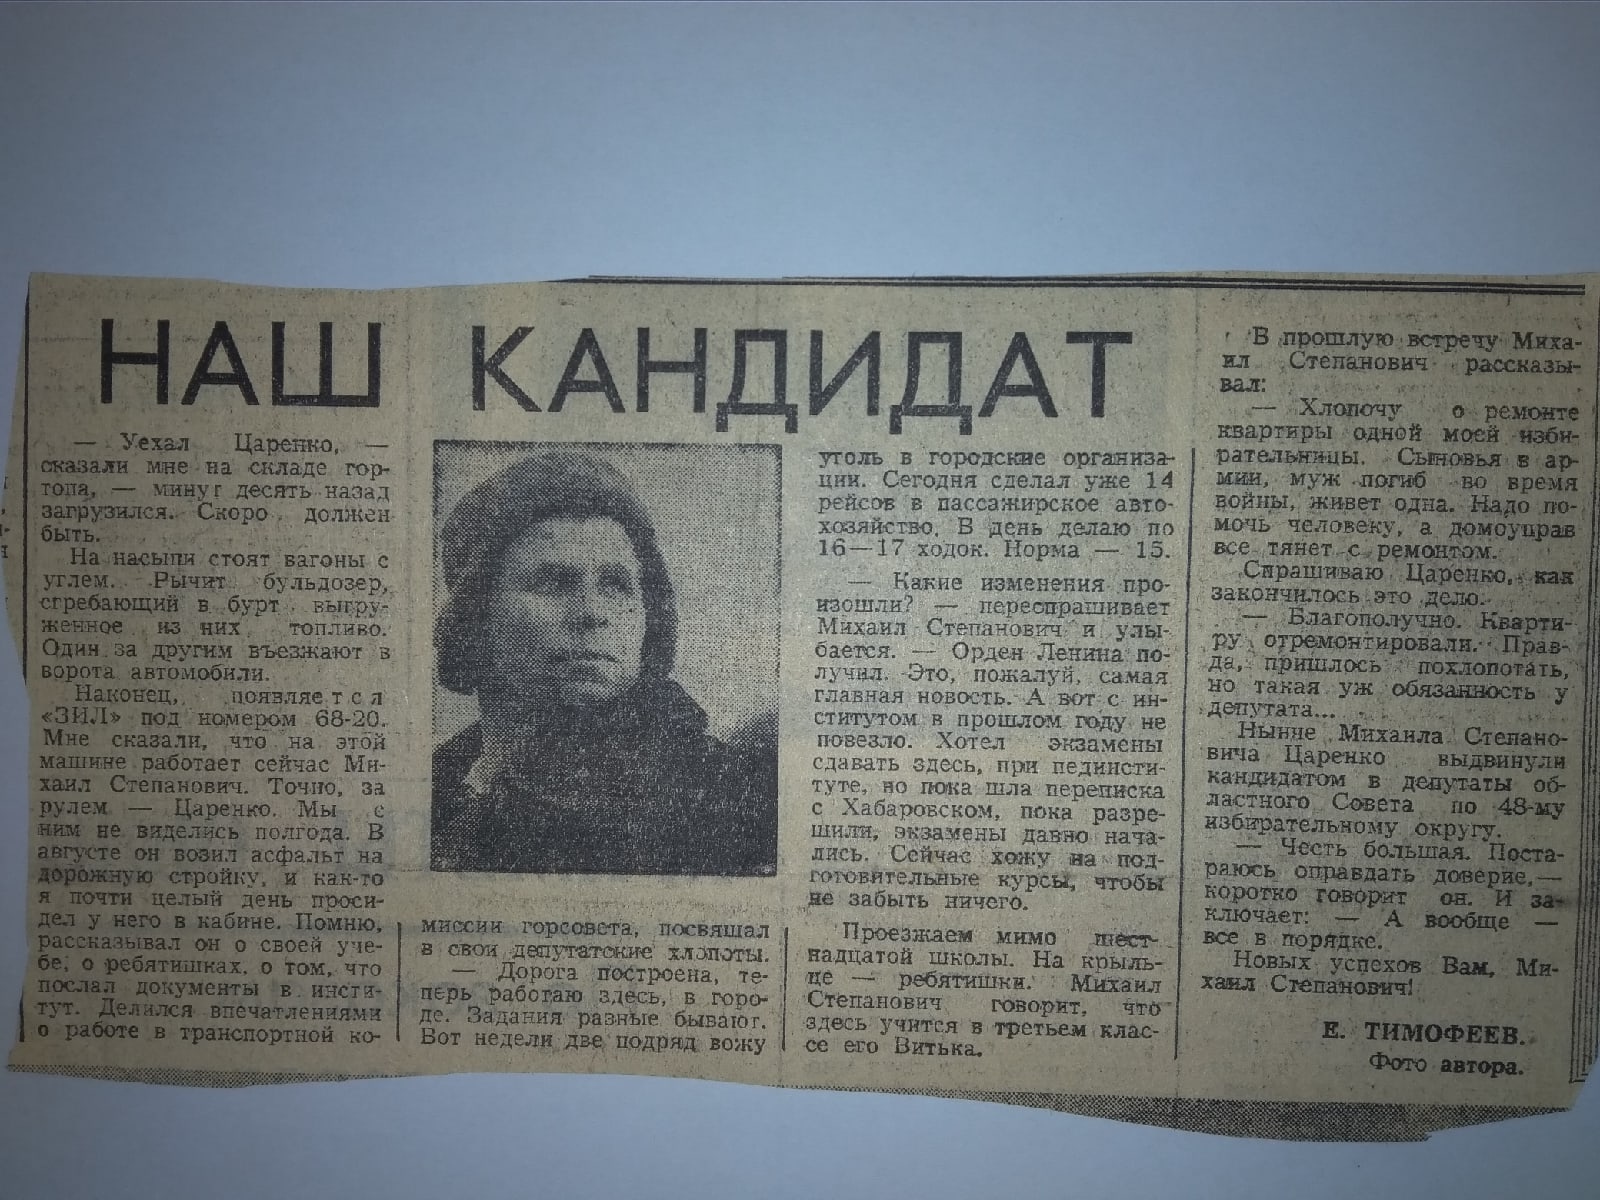 НАШ КАНДИДАТ
— Уехал Царенко, —
сказали мне на складе гор-
топа, — минут десять назад
загрузился. Скоро должен
быть.
На насыпи стоят вагоны с
углем. Рычит бульдозер,
сгребающий в бурт выгру-
женное из них топливо.
Один за другим въезжают в
ворота автомобили.
Наконец, появляется
«ЗИЛ» под номером 68-20.
Мне сказали, что на этой
машине работает сейчас Ми-
хаил Степанович. Точно, за
рулем — Царенко. Мы с
ним не виделись полгода. В
августе он возил асфальт на
дорожную стройку, и как-то
я почти целый день проси-
дел у него в кабине. Помню,
рассказывал он о своей уче-
бе, о ребятишках, о том, что
послал документы в инсти-
тут. Делился впечатлениями
о работе в транспортной ко-
миссии горсовета, посвящал
в свои депутатские хлопоты.
— Дорога построена, те-
перь работаю здесь, в горо-
де. Задания разные бывают.
Вот недели две подряд вожу
уголь в городские организа-
ции. Сегодня сделал уже 14
рейсов в пассажирское авто-
хозяйство. В день делаю по
16—17 ходок. Норма — 15.
— Какие изменения про-
изошли? — переспрашивает
Михаил Степанович и улы-
бается. — Орден Ленина по-
лучил. Это, пожалуй, самая
главная новость. А вот с ин-
ститутом в прошлом году не
повезло. Хотел экзамены
сдавать здесь, при пединсти-
туте, но пока шла переписка
с Хабаровском, пока разре-
шили, экзамены давно нача-
лись. Сейчас хожу на под-
готовительные курсы, чтобы
не забыть ничего.
Проезжаем мимо шест-
надцатой школы. На крыль-
це — ребятишки. Михаил
Степанович говорит, что
здесь учится в третьем клас-
се его Витька.
В прошлую встречу Миха-
ил Степанович рассказы-
вал:
— Хлопочу о ремонте
квартиры одной моей изби-
рательницы. Сыновья в ар-
мии, муж погиб во время
войны, живет одна. Надо по-
мочь человеку, а домоуправ
все тянет с ремонтом.
Спрашиваю Царенко, как
закончилось это дело.
— Благополучно. Кварти-
ру отремонтировали. Прав-
да, пришлось похлопотать,
но такая уж обязанность у
депутата...
Ныне Михаила Степано-
вича Царенко выдвинули
кандидатом в депутаты об-
ластного Совета по 48-му
избирательному округу.
— Честь большая. Поста-
раюсь оправдать доверие,—
коротко говорит он. И за-
ключает: — А вообще —
все в порядке.
Новых успехов Вам, Ми-
хаил Степанович!
Е. ТИМОФЕЕВ.
Фото автора.